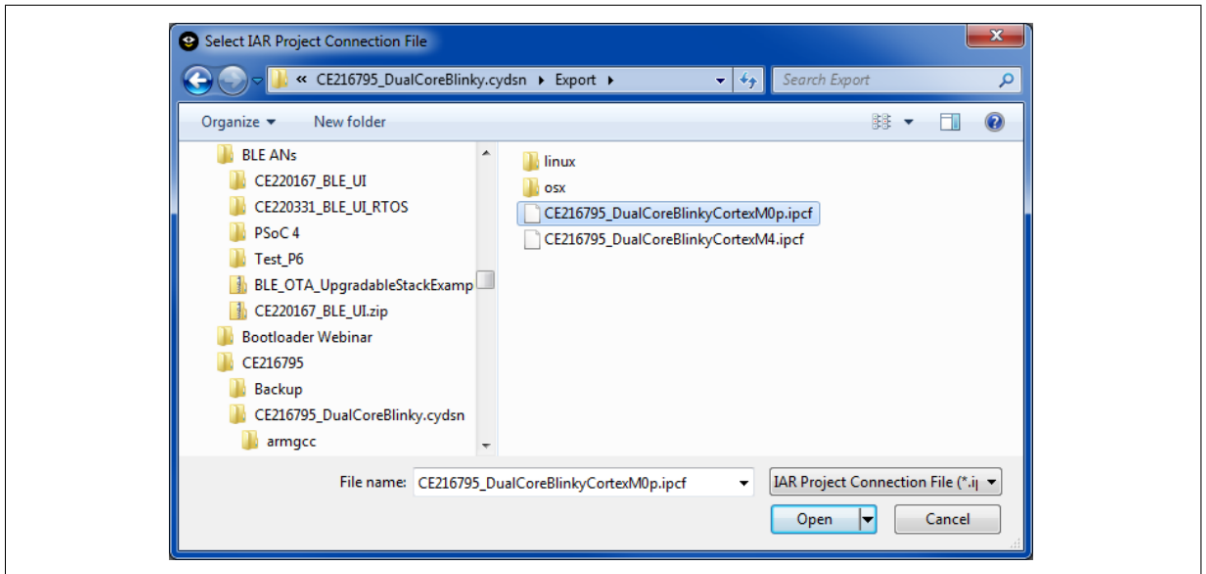 Select IAR Project Connection File
« CE216795_DualCoreBlinky.cydsn Export Search Export
Organize New folder
BLE ANs
CE220167_BLE_UI
CE220331_BLE_UI_RTOS
PSoC 4
Test_P6
BLE_OTA_UpgradableStackExamp
CE220167_BLE_UI.zip
Bootloader Webinar
CE216795
Backup
CE216795_DualCoreBlinky.cydsn
armgcc
linux
osx
CE216795_DualCoreBlinkyCortexM0p.ipcf
CE216795_DualCoreBlinkyCortexM4.ipcf
File name: CE216795_DualCoreBlinkyCortexM0p.ipcf IAR Project Connection File (*.ip
Open Cancel